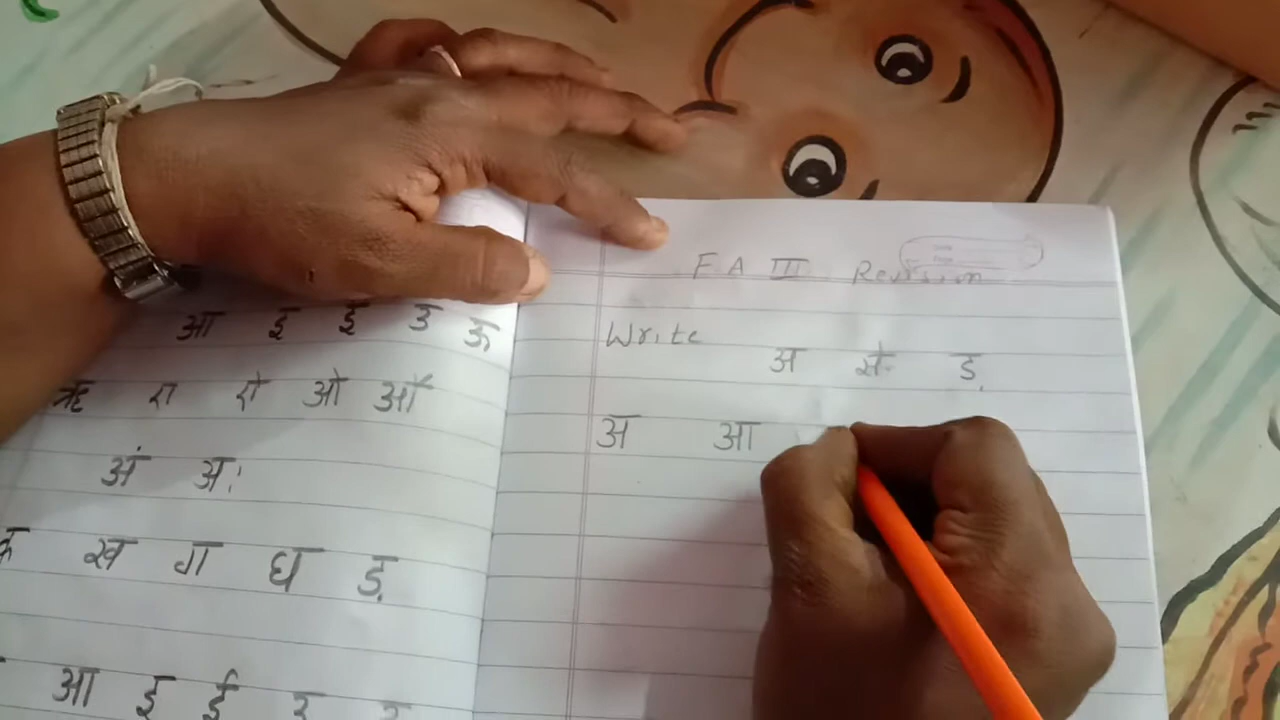 आ इ ई उ ऊ
ऋ ए ऐ ओ औ
अं अः
क ख ग घ ङ
आ इ ई
F A III Revision
Write
अ से ङ
अ आ